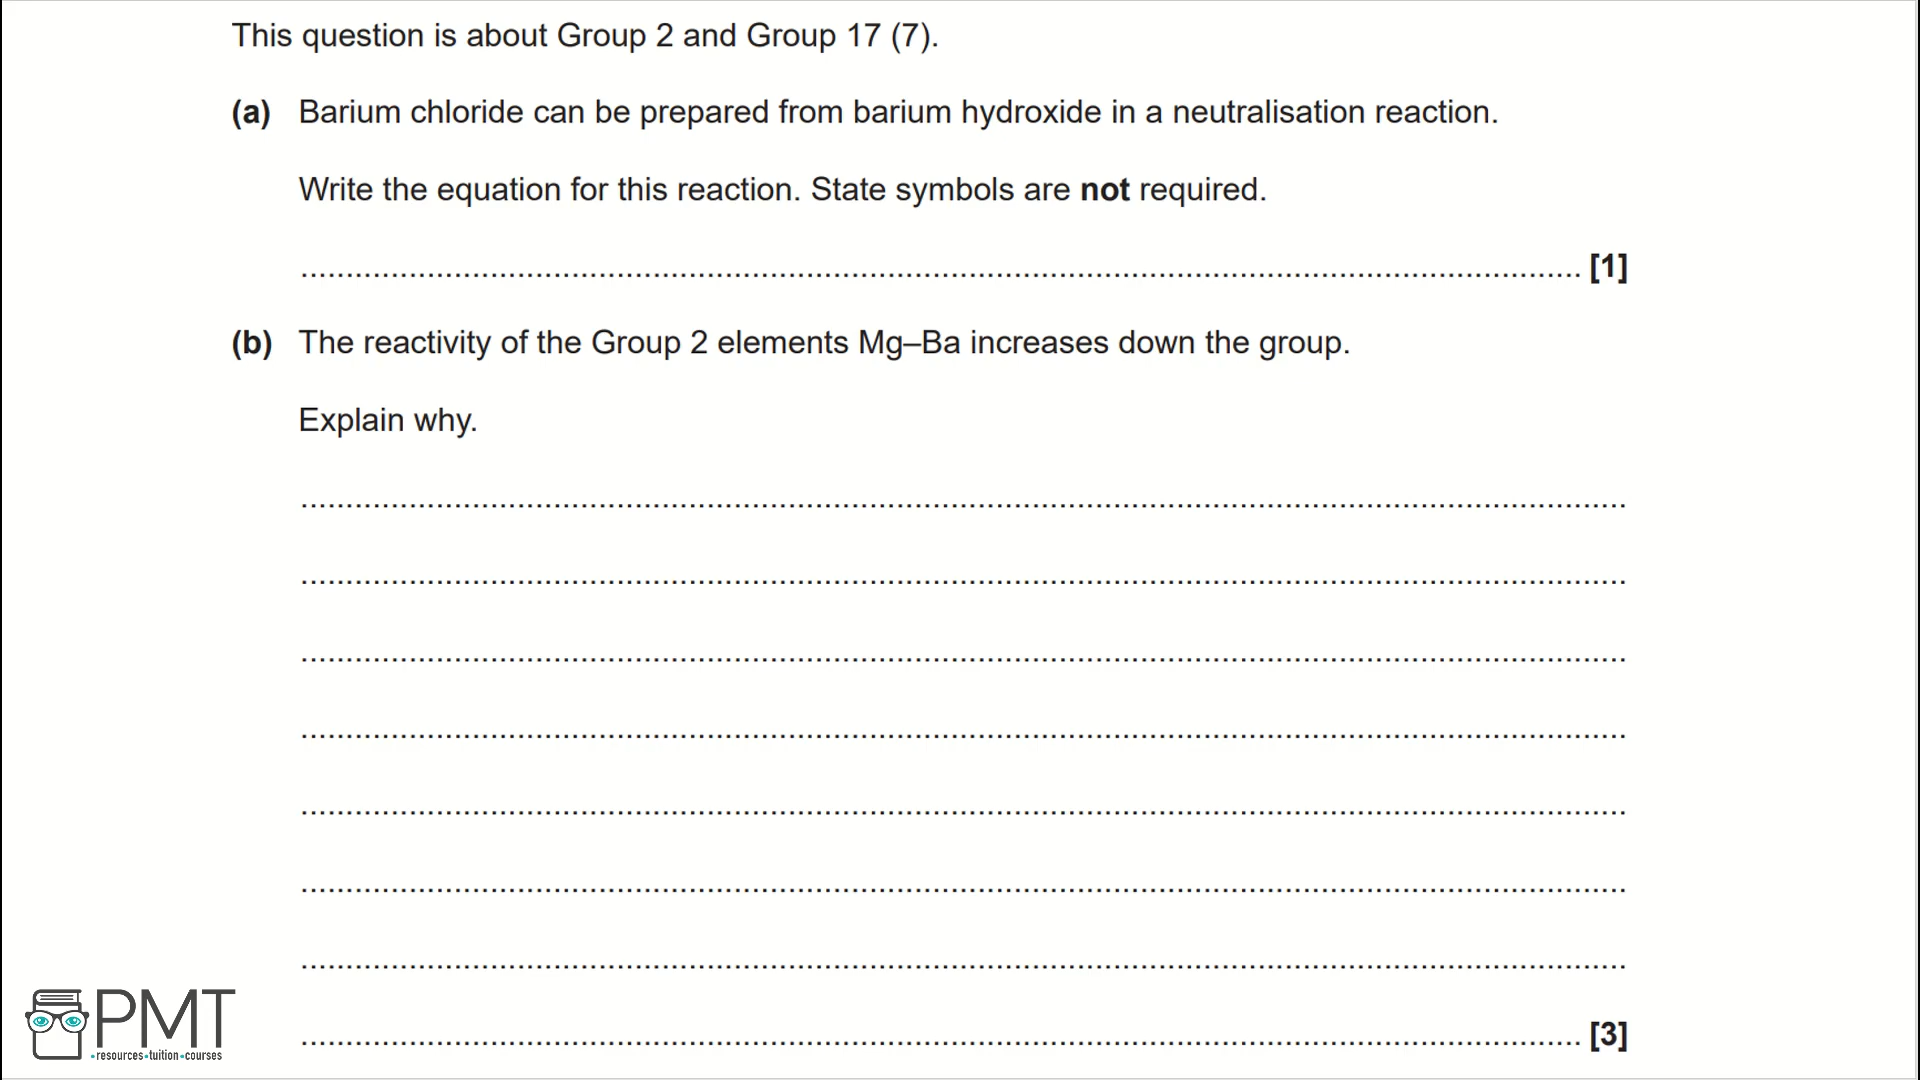 This question is about Group 2 and Group 17 (7).
(a) Barium chloride can be prepared from barium hydroxide in a neutralisation reaction.
Write the equation for this reaction. State symbols are not required.
[1]
(b) The reactivity of the Group 2 elements Mg–Ba increases down the group.
Explain why.
[3]
PMT
•resources•tuition•courses